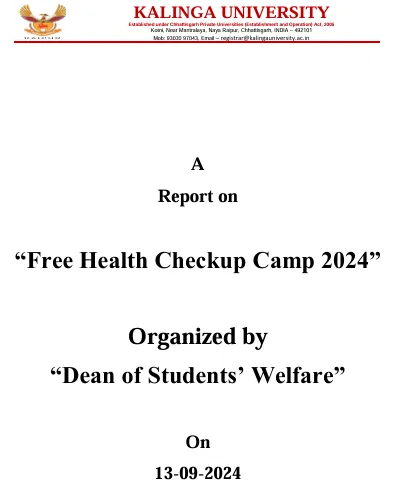 KALINGA UNIVERSITY
Established under Chhattisgarh Private Universities (Establishment and Operation) Act, 2005
Kotni, Near Mantralaya, Naya Raipur, Chhattisgarh, INDIA – 492101
Mob: 93030 97043, Email – registrar@kalingauniversity.ac.in
RAIPUR
A
Report on
“Free Health Checkup Camp 2024”
Organized by
“Dean of Students’ Welfare”
On
13-09-2024